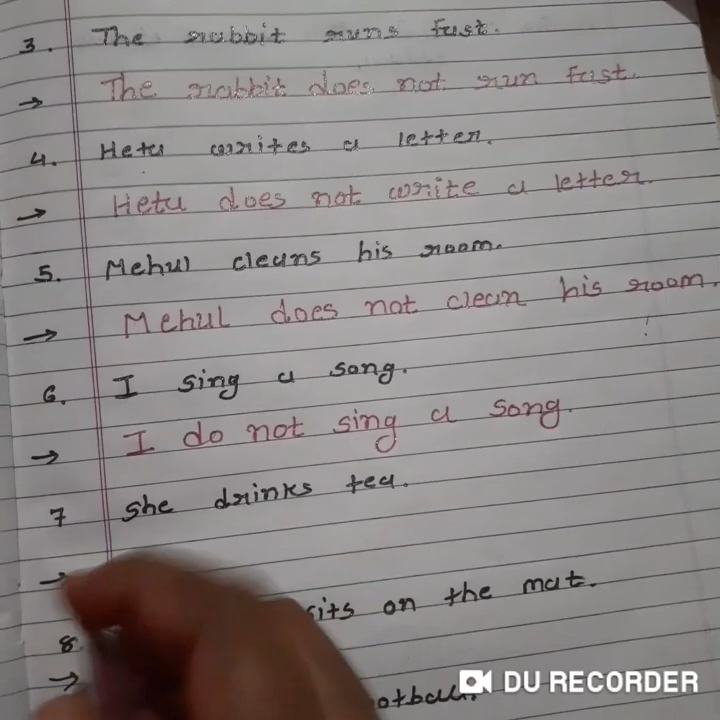 3. The rabbit runs fast.
→ The rabbit does not run fast.
4. Hetu writes a letter.
→ Hetu does not write a letter.
5. Mehul cleans his room.
→ Mehul does not clean his room.
6. I sing a song.
→ I do not sing a song.
7 She drinks tea.
→
8. sits on the mat.
→
DU RECORDER